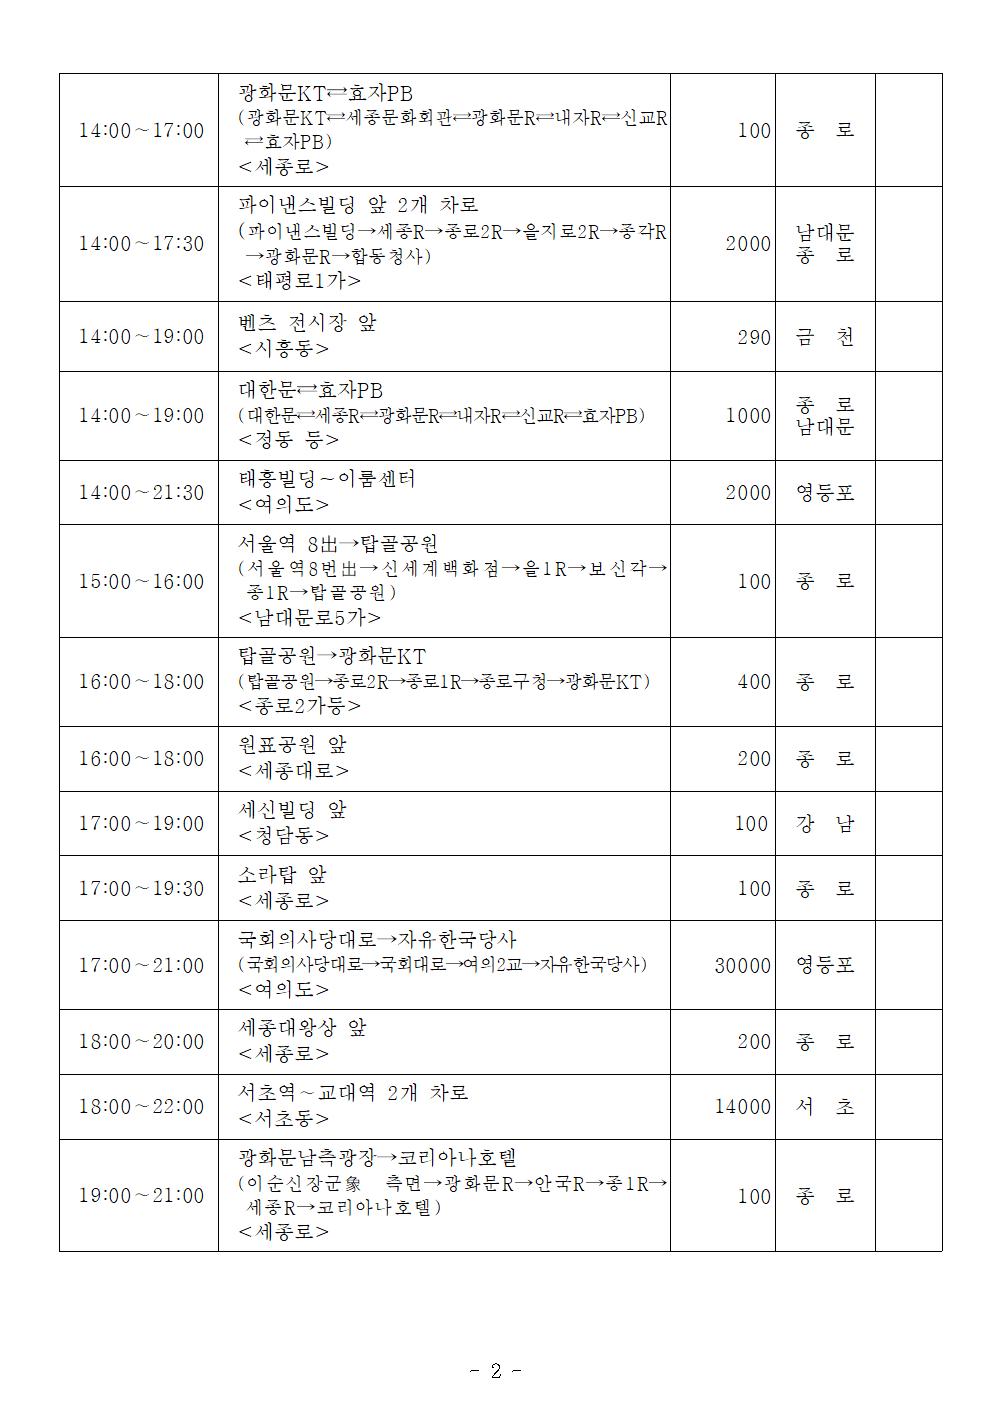 14:00～17:00
광화문KT⇄효자PB
(광화문KT⇄세종문화회관⇄광화문R⇄내자R⇄신교R
⇄효자PB)
<세종로>
100
종 로
14:00～17:30
파이낸스빌딩 앞 2개 차로
(파이낸스빌딩→세종R→종로2R→을지로2R→종각R
→광화문R→합동청사)
<태평로1가>
2000
남대문
종 로
14:00～19:00
벤츠 전시장 앞
<시흥동>
290
금 천
14:00～19:00
대한문⇄효자PB
(대한문⇄세종R⇄광화문R⇄내자R⇄신교R⇄효자PB)
<정동 등>
1000
종 로
남대문
14:00～21:30
태흥빌딩～이룸센터
<여의도>
2000
영등포
15:00～16:00
서울역 8出→탑골공원
(서울역8번出→신세계백화점→을1R→보신각→
종1R→탑골공원)
<남대문로5가>
100
종 로
16:00～18:00
탑골공원→광화문KT
(탑골공원→종로2R→종로1R→종로구청→광화문KT)
<종로2가등>
400
종 로
16:00～18:00
원표공원 앞
<세종대로>
200
종 로
17:00～19:00
세신빌딩 앞
<청담동>
100
강 남
17:00～19:30
소라탑 앞
<세종로>
100
종 로
17:00～21:00
국회의사당대로→자유한국당사
(국회의사당대로→국회대로→여의2교→자유한국당사)
<여의도>
30000
영등포
18:00～20:00
세종대왕상 앞
<세종로>
200
종 로
18:00～22:00
서초역～교대역 2개 차로
<서초동>
14000
서 초
19:00～21:00
광화문남측광장→코리아나호텔
(이순신장군象 측면→광화문R→안국R→종1R→
세종R→코리아나호텔)
<세종로>
100
종 로
- 2 -